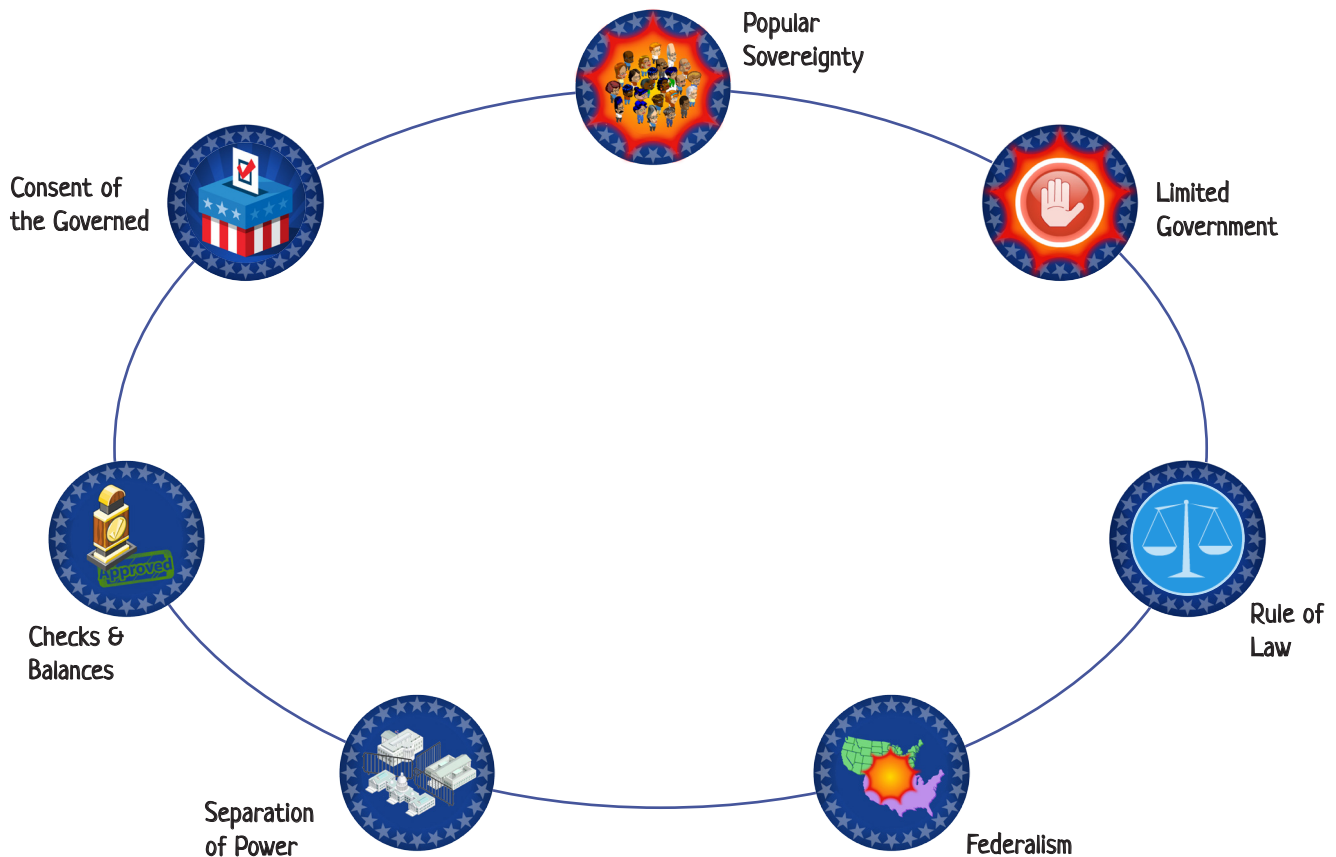 Popular
Sovereignty
Consent of
the Governed
Limited
Government
Approved
Checks &
Balances
Rule of
Law
Separation
of Power
Federalism